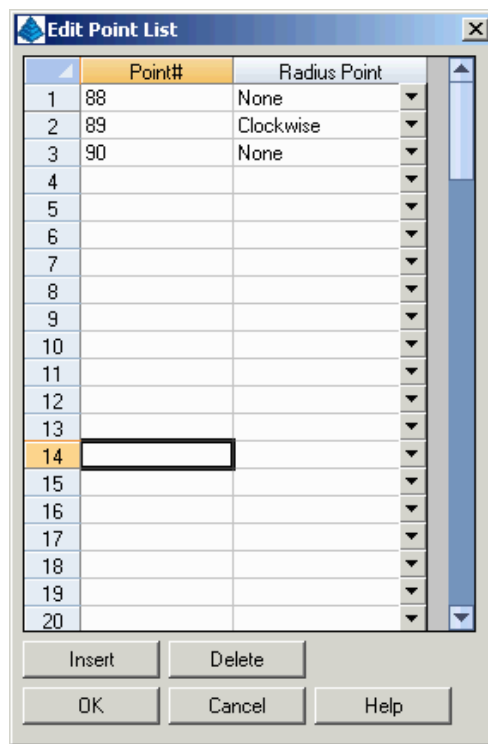 Edit Point List
Point# Radius Point
1 88 None
2 89 Clockwise
3 90 None
4
5
6
7
8
9
10
11
12
13
14
15
16
17
18
19
20
Insert Delete
OK Cancel Help